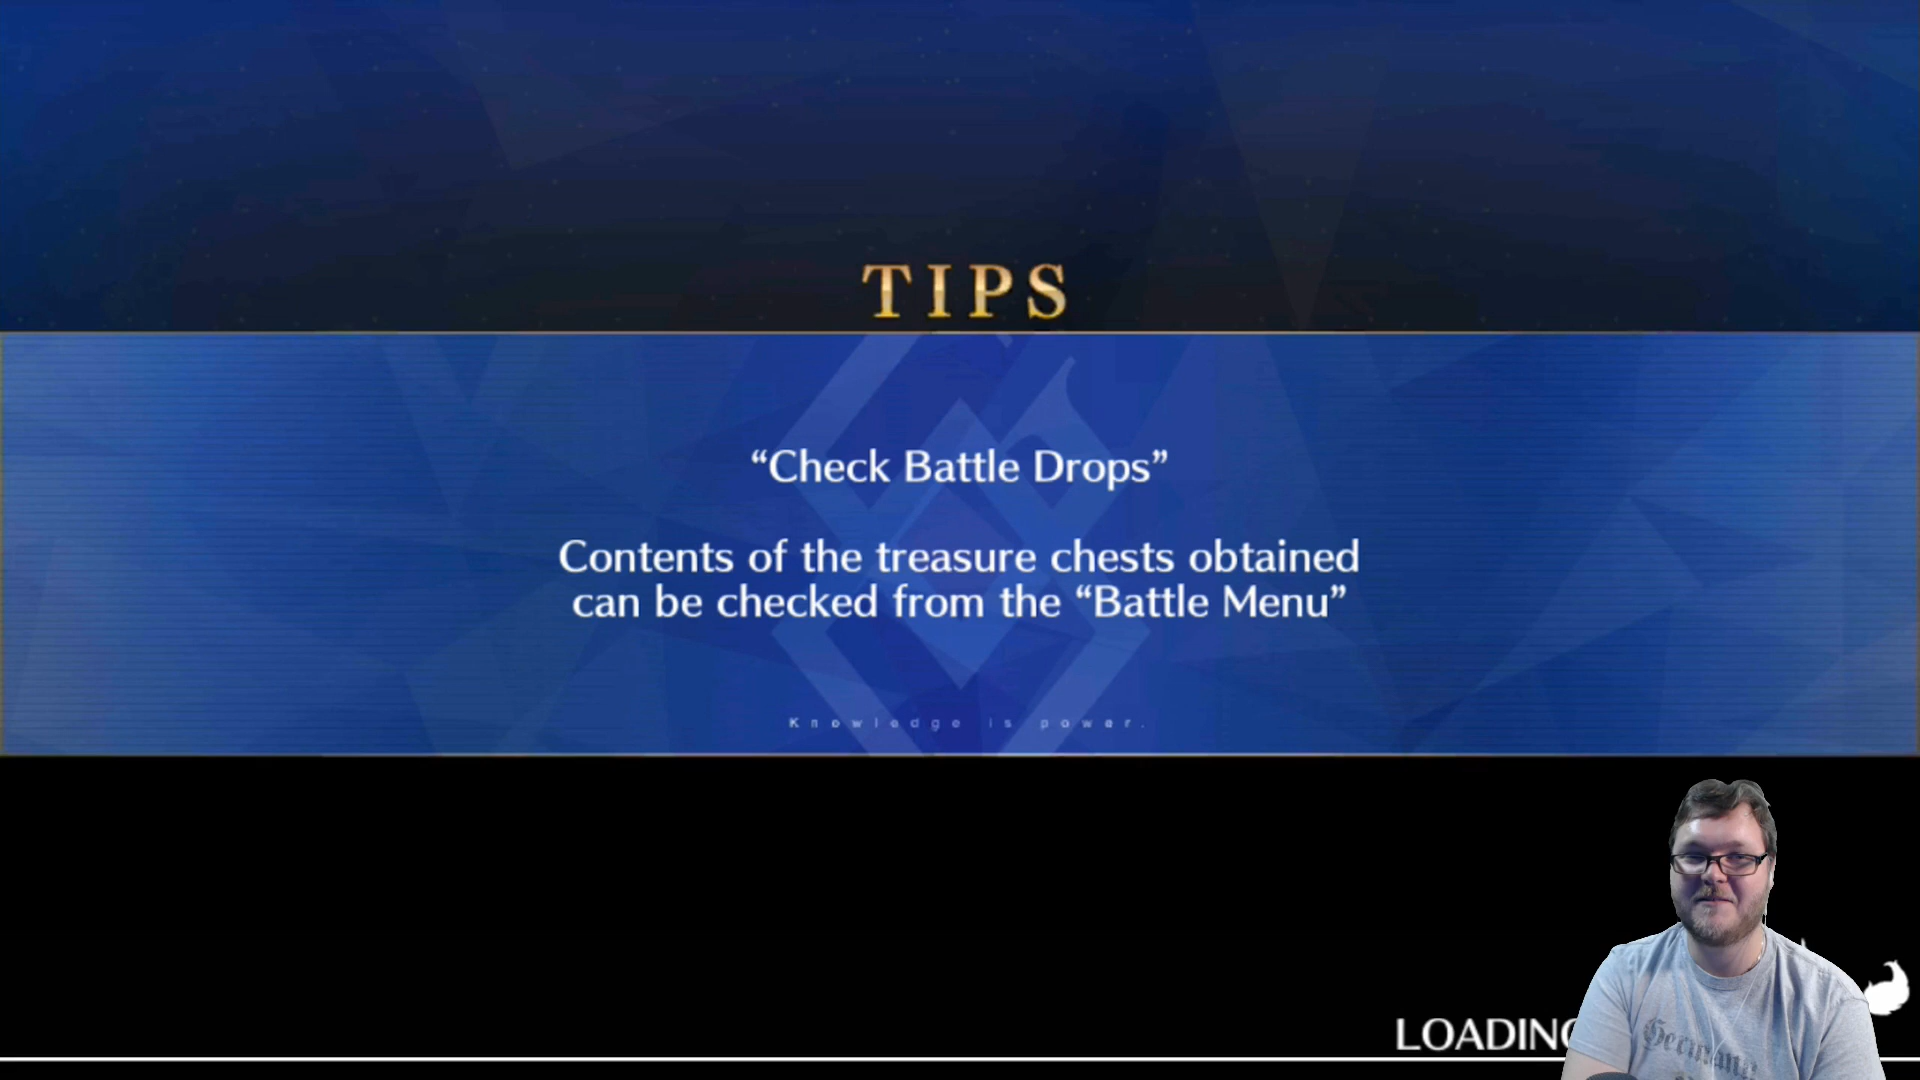 TIPS
“Check Battle Drops”
Contents of the treasure chests obtained
can be checked from the “Battle Menu”
Knowledge is power.
LOADING